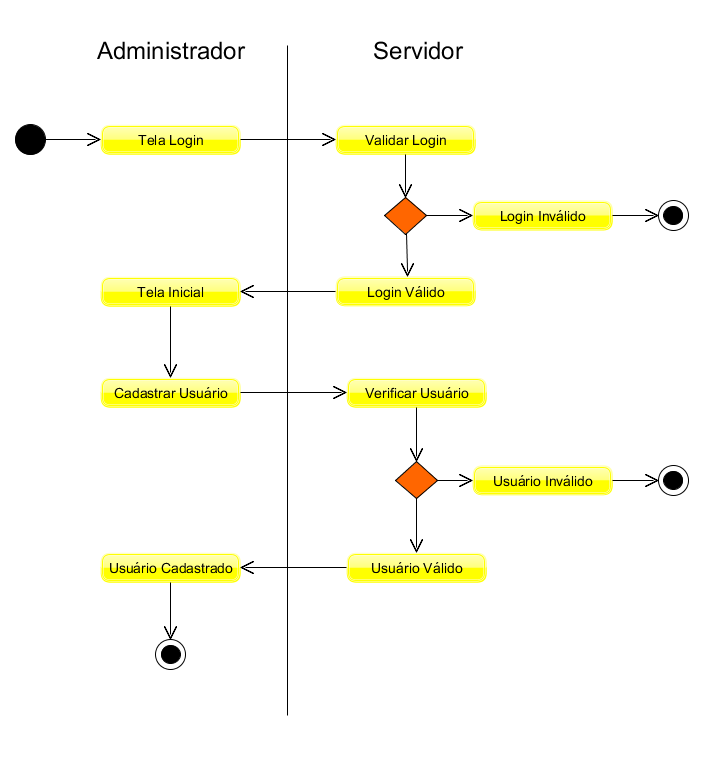 Administrador
Servidor
Tela Login
Validar Login
Login Inválido
Tela Inicial
Login Válido
Cadastrar Usuário
Verificar Usuário
Usuário Inválido
Usuário Cadastrado
Usuário Válido